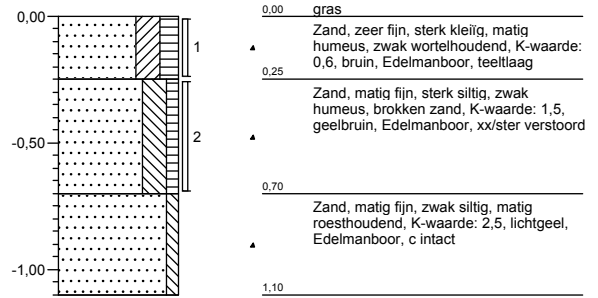 0,00
-0,50
-1,00
1
2
0,00 gras
Zand, zeer fijn, sterk kleiïg, matig
humeus, zwak wortelhoudend, K-waarde:
0,6, bruin, Edelmanboor, teeltlaag
0,25
Zand, matig fijn, sterk siltig, zwak
humeus, brokken zand, K-waarde: 1,5,
geelbruin, Edelmanboor, xx/ster verstoord
0,70
Zand, matig fijn, zwak siltig, matig
roesthoudend, K-waarde: 2,5, lichtgeel,
Edelmanboor, c intact
1,10